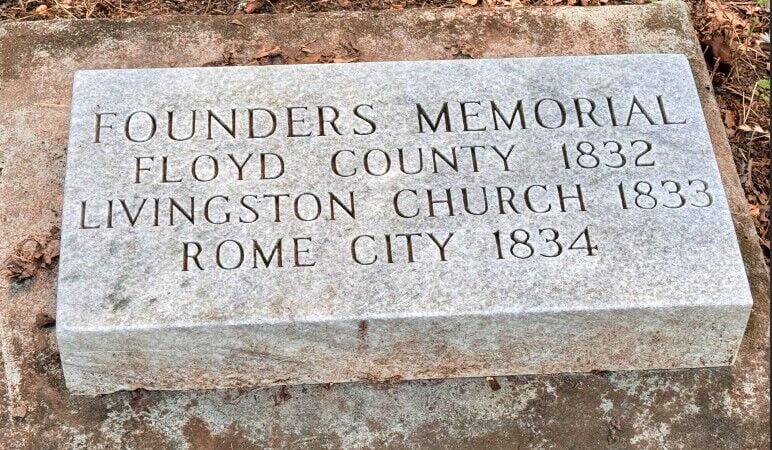 FOUNDERS MEMORIAL
FLOYD COUNTY 1832
LIVINGSTON CHURCH 1833
ROME CITY 1834